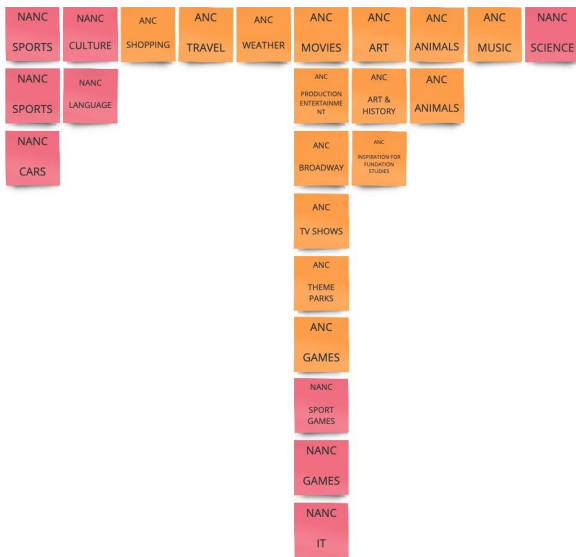 NANC
SPORTS
NANC
CULTURE
ANC
SHOPPING
ANC
TRAVEL
ANC
WEATHER
ANC
MOVIES
ANC
ART
ANC
ANIMALS
ANC
MUSIC
NANC
SCIENCE
NANC
SPORTS
NANC
LANGUAGE
ANC
PRODUCTION
ENTERTAINME
NT
ANC
ART &
HISTORY
ANC
ANIMALS
NANC
CARS
ANC
BROADWAY
ANC
INSPIRATION FOR
FUNDATION
STUDIES
ANC
TV SHOWS
ANC
THEME
PARKS
ANC
GAMES
NANC
SPORT
GAMES
NANC
GAMES
NANC
IT